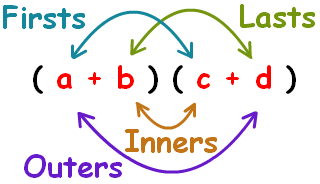 Firsts Lasts
( a + b ) ( c + d )
Inners
Outers